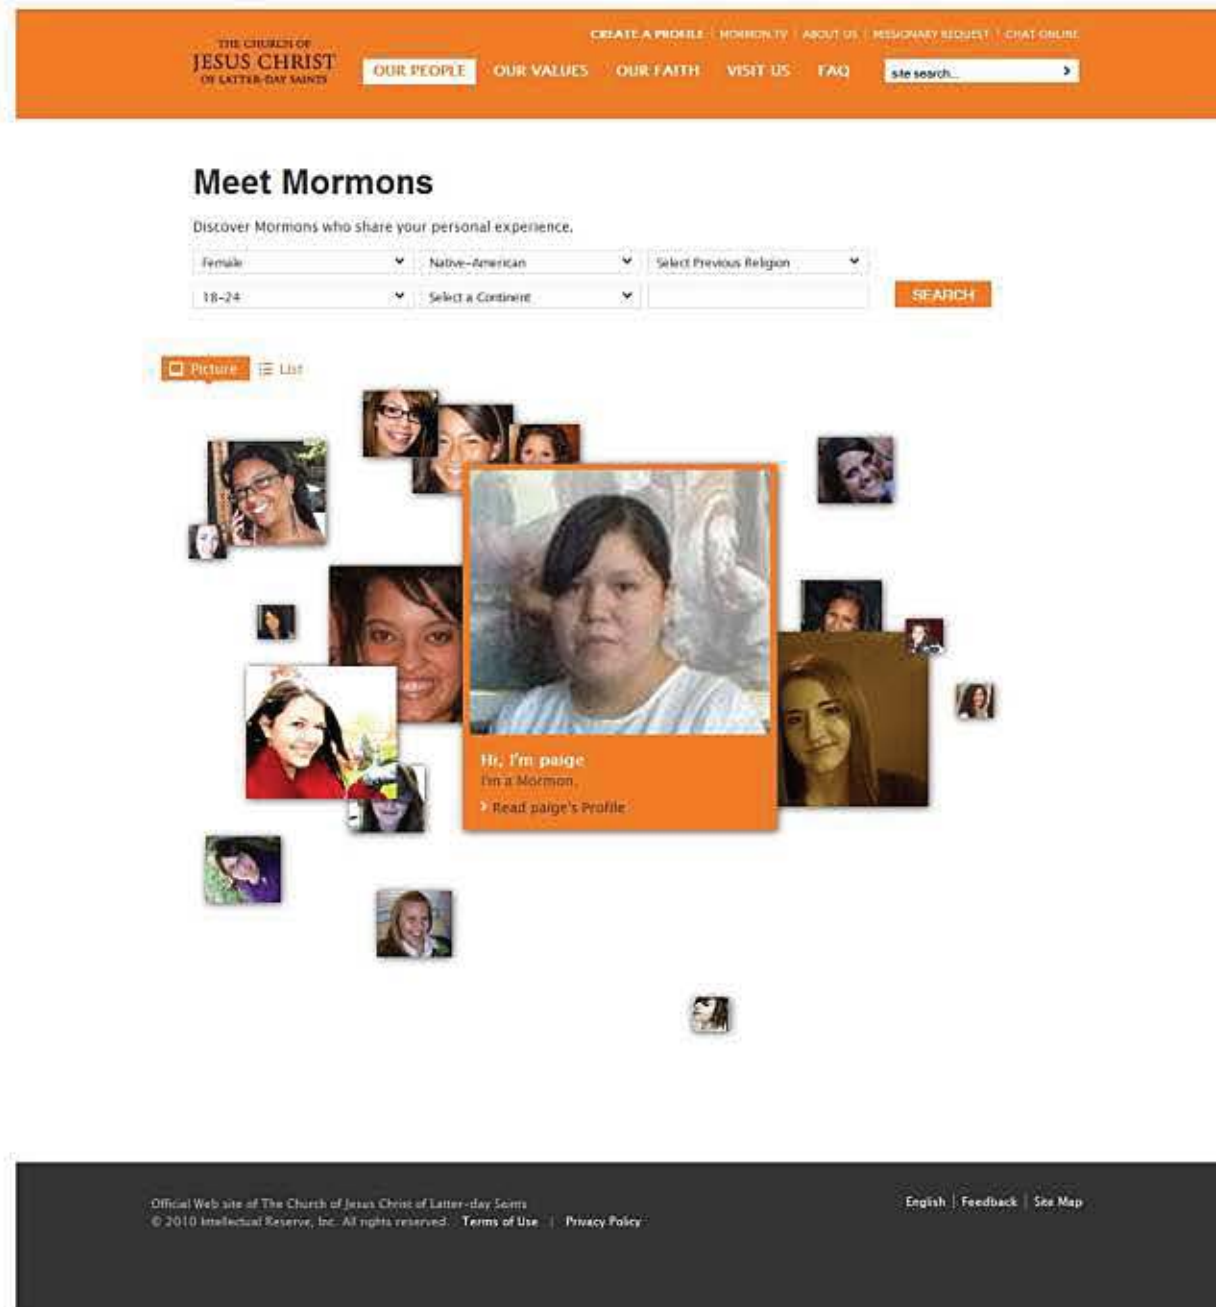 CREATE A PROFILE | MORMON TV | ABOUT US | MISSIONARY REQUEST | CHAT ONLINE
THE CHURCH OF
JESUS CHRIST
OF LATTER-DAY SAINTS
OUR PEOPLE OUR VALUES OUR FAITH VISIT US FAQ site search...
Meet Mormons
Discover Mormons who share your personal experience.
Female Native-American Select Previous Religion
18-24 Select a Continent SEARCH
Picture List
Hi, I'm paige
I'm a Mormon.
Read paige's Profile
Official Web site of The Church of Jesus Christ of Latter-day Saints
© 2010 Intellectual Reserve, Inc. All rights reserved. Terms of Use | Privacy Policy
English | Feedback | Site Map